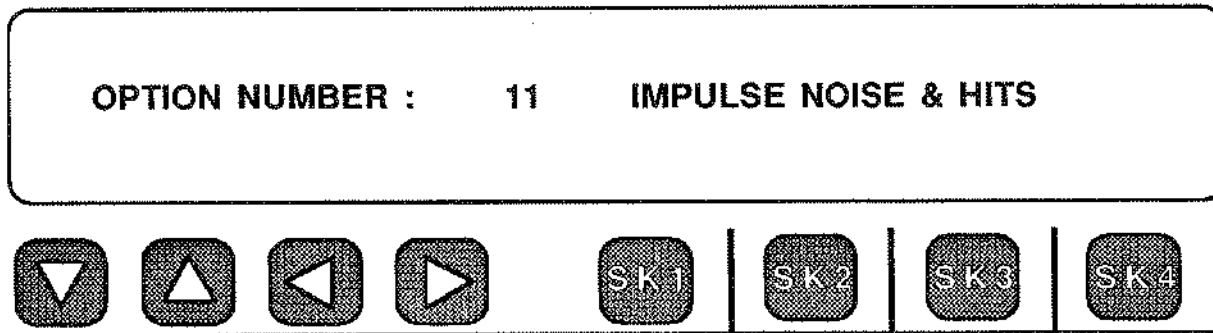 OPTION NUMBER : 11 IMPULSE NOISE & HITS
SK1 SK2 SK3 SK4